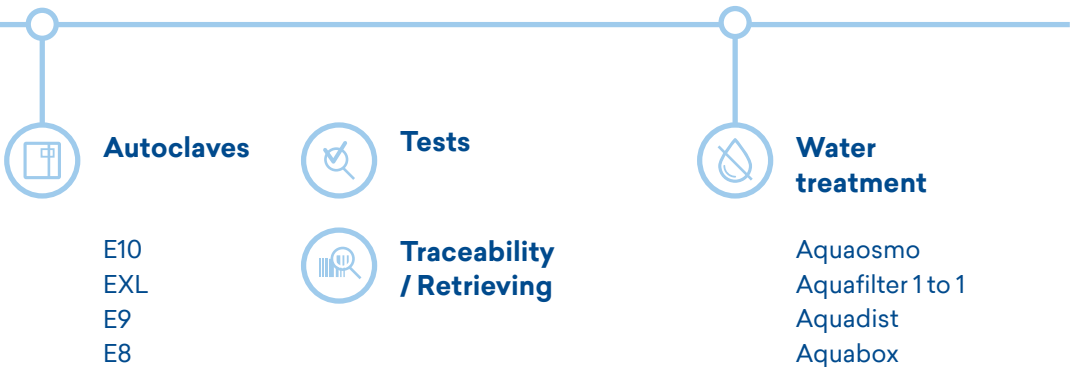 Autoclaves
E10
EXL
E9
E8
Tests
Traceability
/ Retrieving
Water
treatment
Aquaosmo
Aquafilter 1 to 1
Aquadist
Aquabox